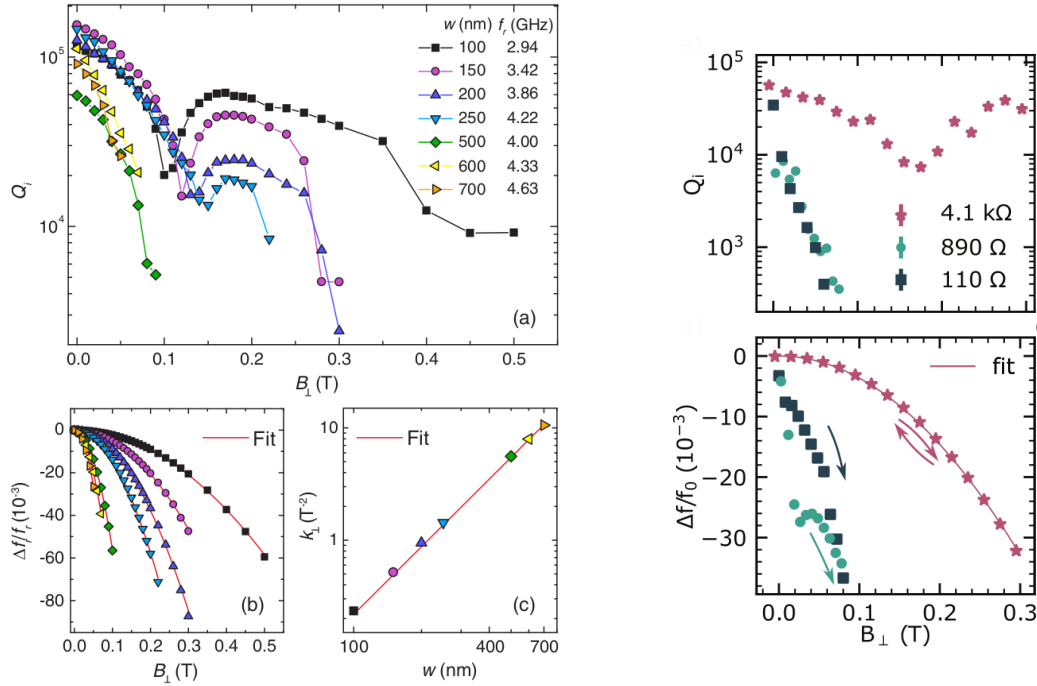 w (nm) f_r (GHz)
100 2.94
150 3.42
200 3.86
250 4.22
500 4.00
600 4.33
700 4.63
10^5
10^4
Q_i
(a)
0.0 0.1 0.2 0.3 0.4 0.5
B_⊥ (T)
0
-20
-40
-60
-80
Δf/f_r (10^-3)
Fit
(b)
0.0 0.1 0.2 0.3 0.4 0.5
B_⊥ (T)
10
1
k_⊥ (T^-2)
Fit
(c)
100 400 700
w (nm)
10^5
10^4
10^3
Q_i
4.1 kΩ
890 Ω
110 Ω
0
−10
−20
−30
Δf/f_0 (10^−3)
fit
0.0 0.1 0.2 0.3
B_⊥ (T)